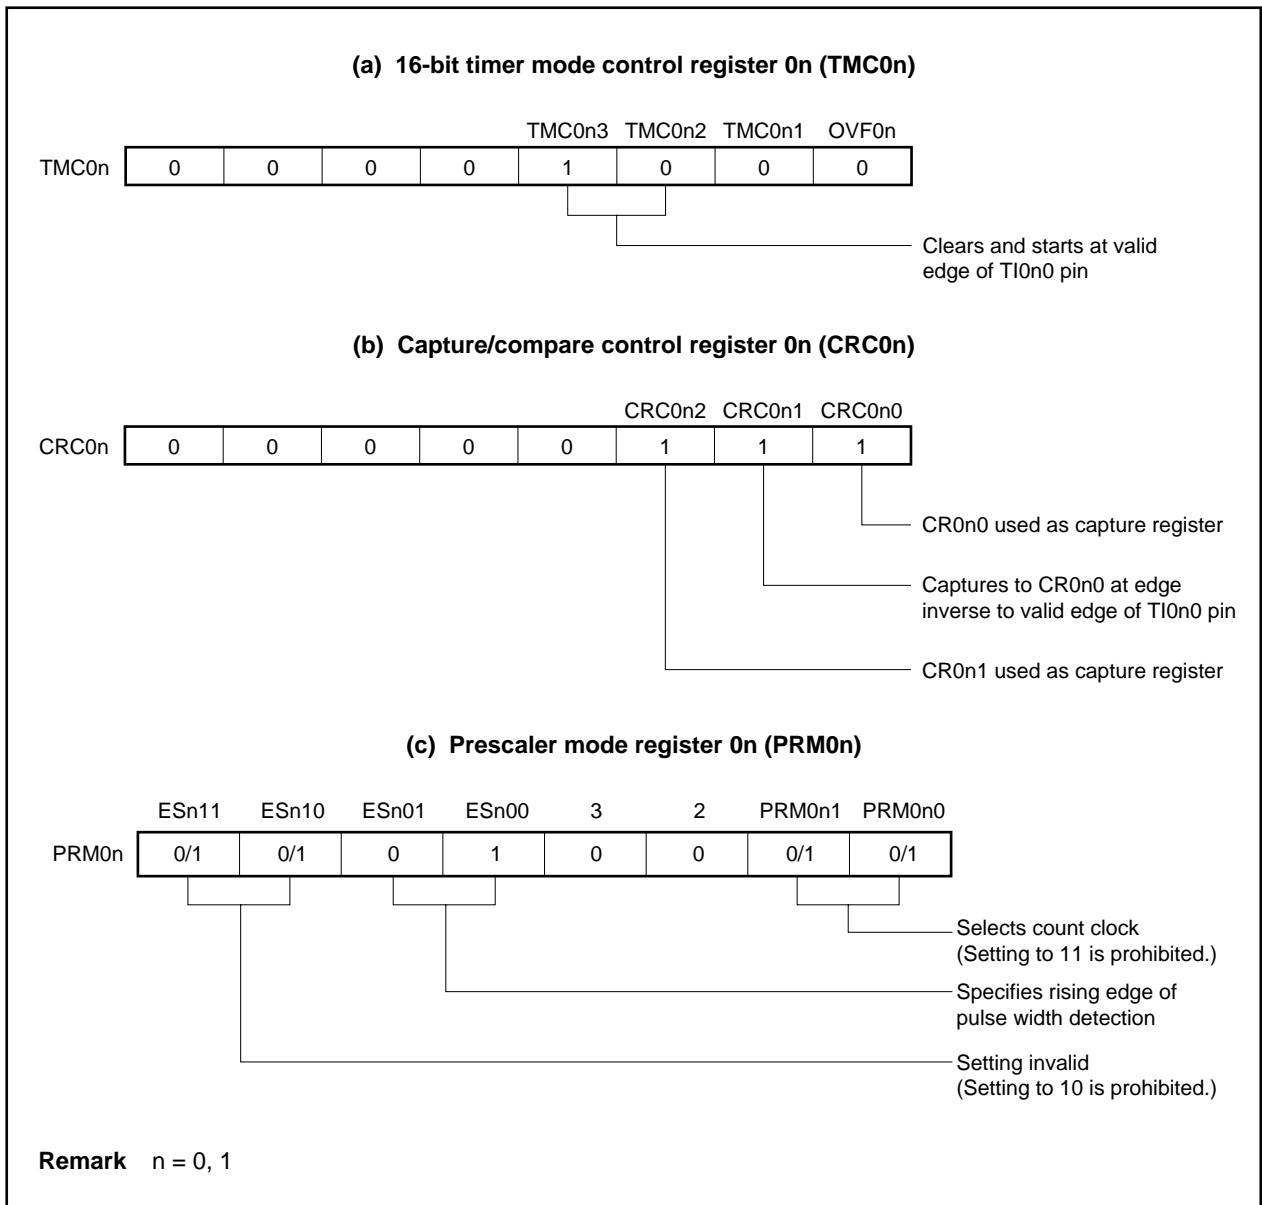 (a) 16-bit timer mode control register 0n (TMC0n)
TMC0n3 TMC0n2 TMC0n1 OVF0n
TMC0n 0 0 0 0 1 0 0 0
Clears and starts at valid
edge of TI0n0 pin
(b) Capture/compare control register 0n (CRC0n)
CRC0n2 CRC0n1 CRC0n0
CRC0n 0 0 0 0 0 1 1 1
CR0n0 used as capture register
Captures to CR0n0 at edge
inverse to valid edge of TI0n0 pin
CR0n1 used as capture register
(c) Prescaler mode register 0n (PRM0n)
ESn11 ESn10 ESn01 ESn00 3 2 PRM0n1 PRM0n0
PRM0n 0/1 0/1 0 1 0 0 0/1 0/1
Selects count clock
(Setting to 11 is prohibited.)
Specifies rising edge of
pulse width detection
Setting invalid
(Setting to 10 is prohibited.)
Remark n = 0, 1